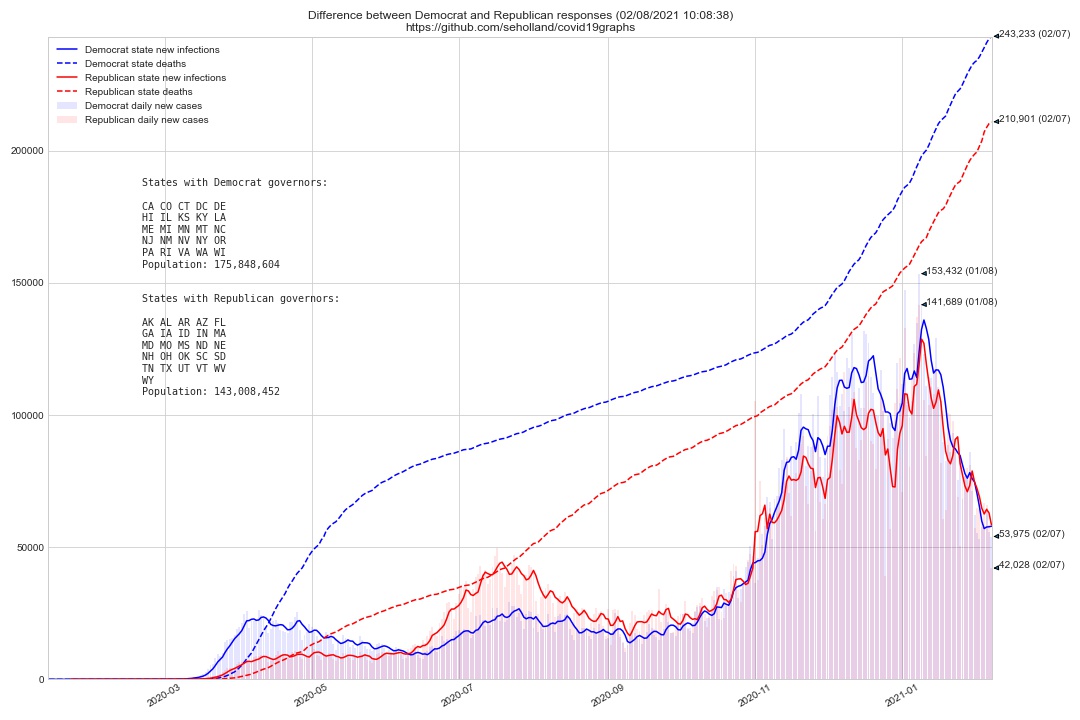 Difference between Democrat and Republican responses (02/08/2021 10:08:38)
https://github.com/seholland/covid19graphs
Democrat state new infections
Democrat state deaths
Republican state new infections
Republican state deaths
Democrat daily new cases
Republican daily new cases
243,233 (02/07)
210,901 (02/07)
200000
States with Democrat governors:
CA CO CT DC DE
HI IL KS KY LA
ME MI MN MT NC
NJ NM NV NY OR
PA RI VA WA WI
Population: 175,848,604
153,432 (01/08)
150000
States with Republican governors:
141,689 (01/08)
AK AL AR AZ FL
GA IA ID IN MA
MD MO MS ND NE
NH OH OK SC SD
TN TX UT VT WV
WY
Population: 143,008,452
100000
50000
53,975 (02/07)
42,028 (02/07)
0
2020-03
2020-05
2020-07
2020-09
2020-11
2021-01